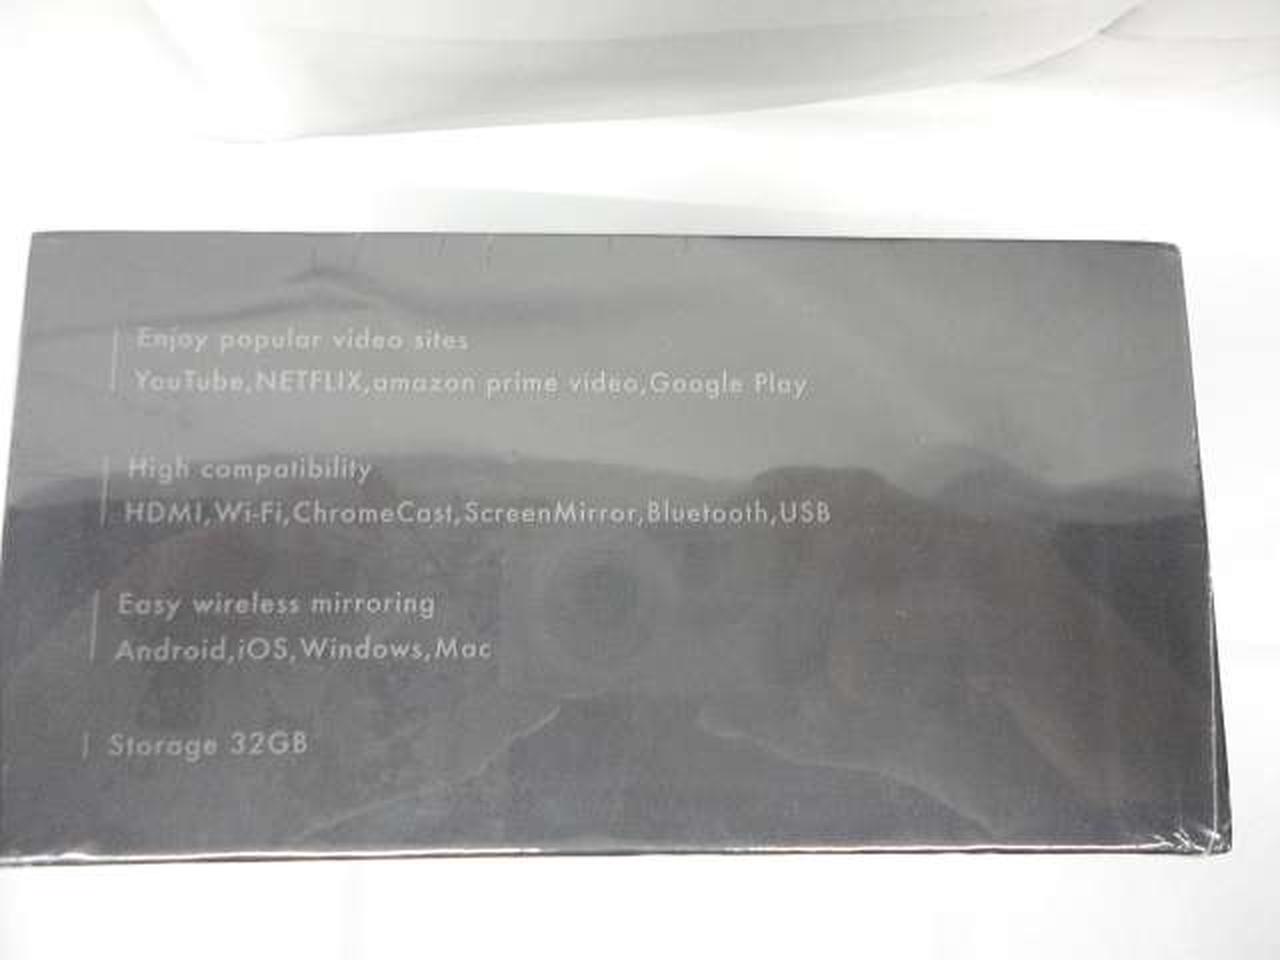 Enjoy popular video sites
YouTube,NETFLIX,amazon prime video,Google Play
High compatibility
HDMI,Wi-Fi,ChromeCast,ScreenMirror,Bluetooth,USB
Easy wireless mirroring
Android,iOS,Windows,Mac
Storage 32GB